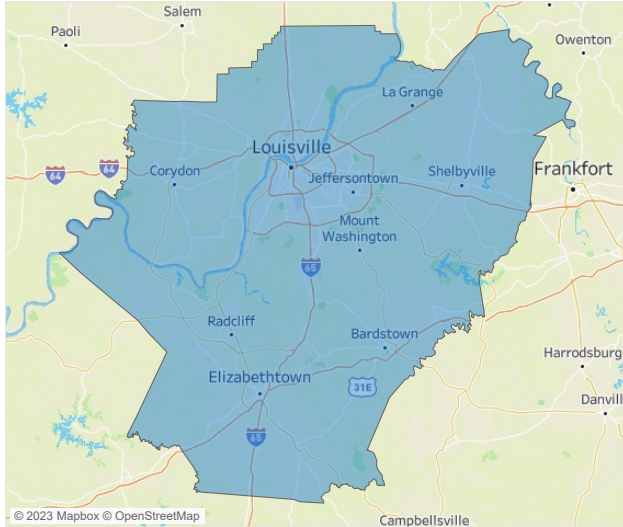 Salem
Paoli
Owenton
La Grange
Louisville
64
64
Corydon
Jeffersontown
Shelbyville
Frankfort
Mount
Washington
65
Radcliff
Bardstown
Harrodsburg
Elizabethtown
31E
Danvill
65
© 2023 Mapbox © OpenStreetMap
Campbellsville